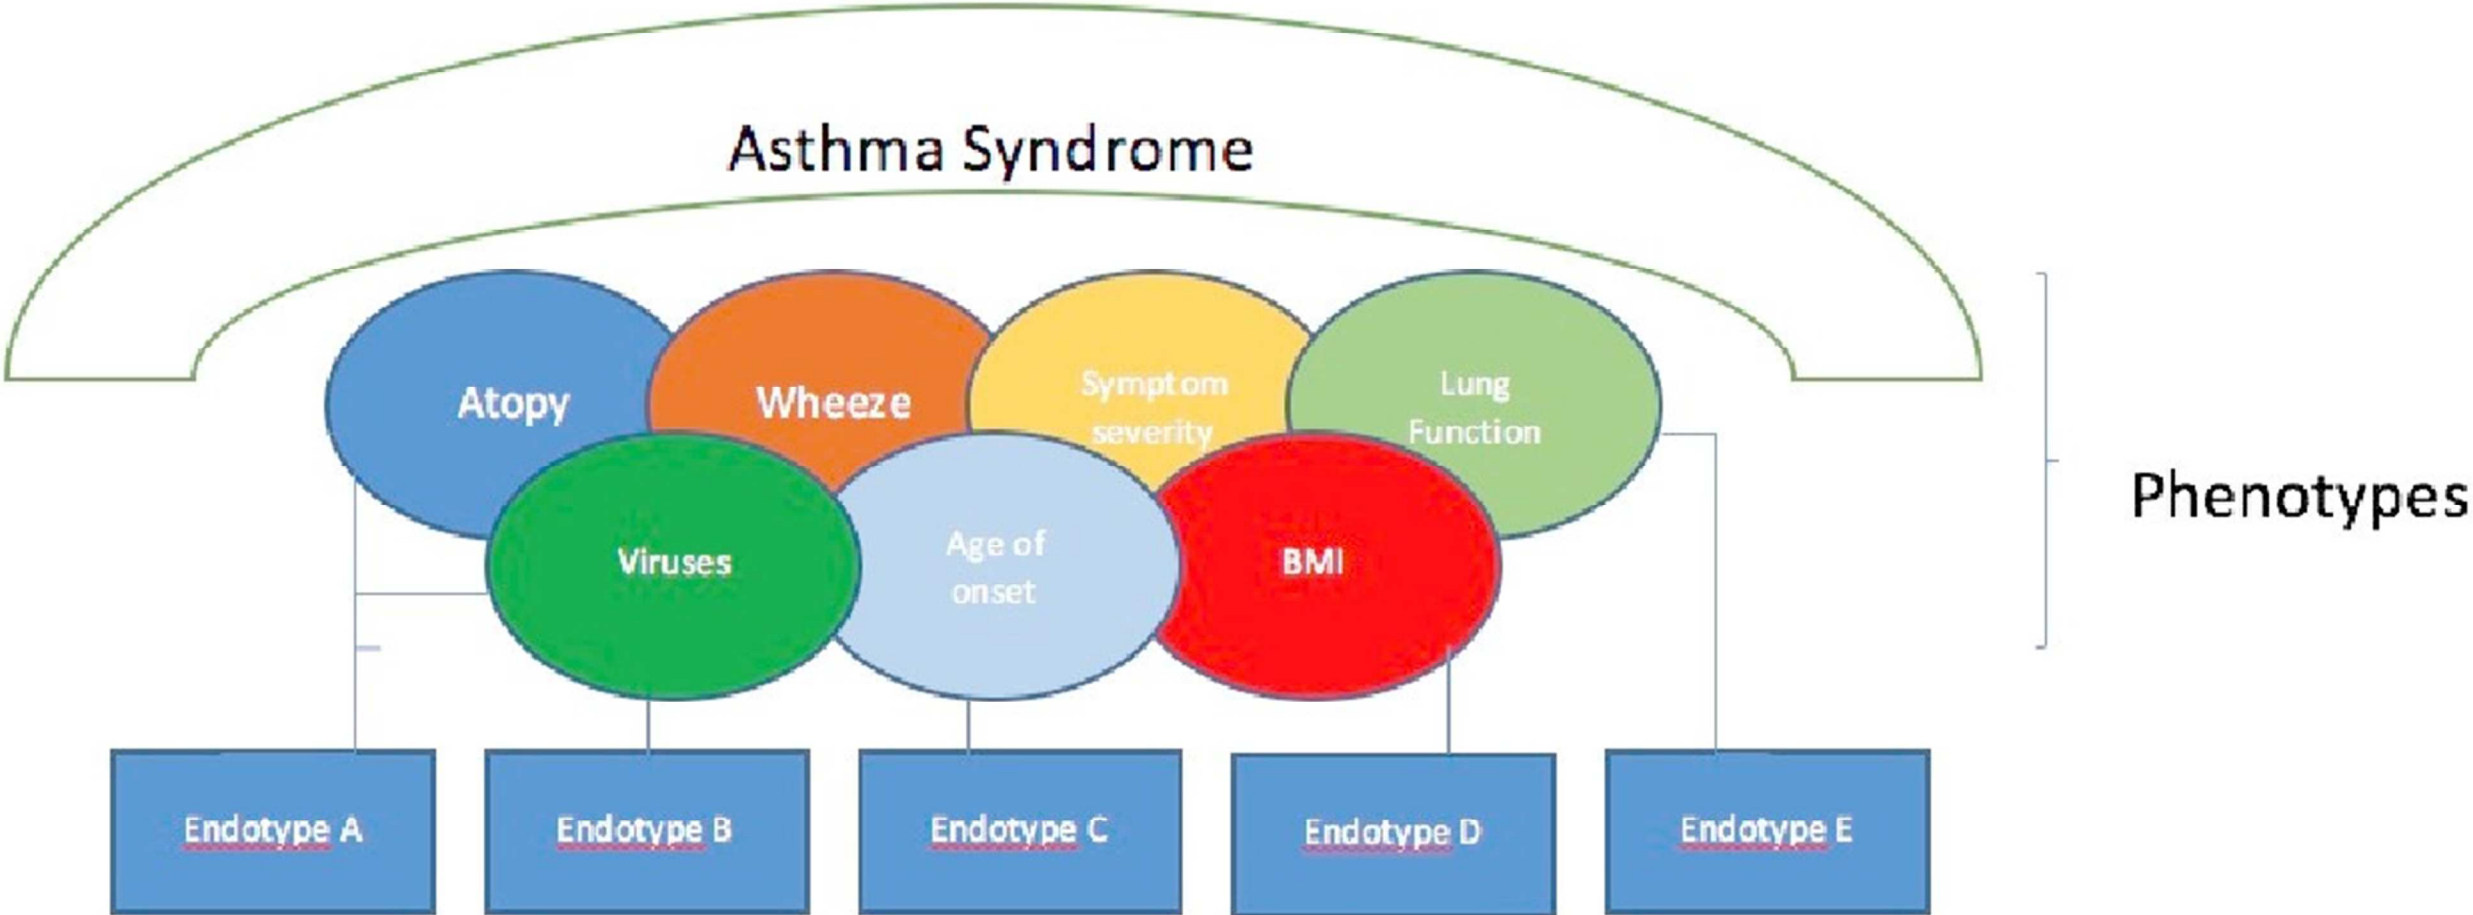 Asthma Syndrome
Atopy
Wheeze
Symptom
severity
Lung
Function
Viruses
Age of
onset
BMI
Phenotypes
Endotype A
Endotype B
Endotype C
Endotype D
Endotype E